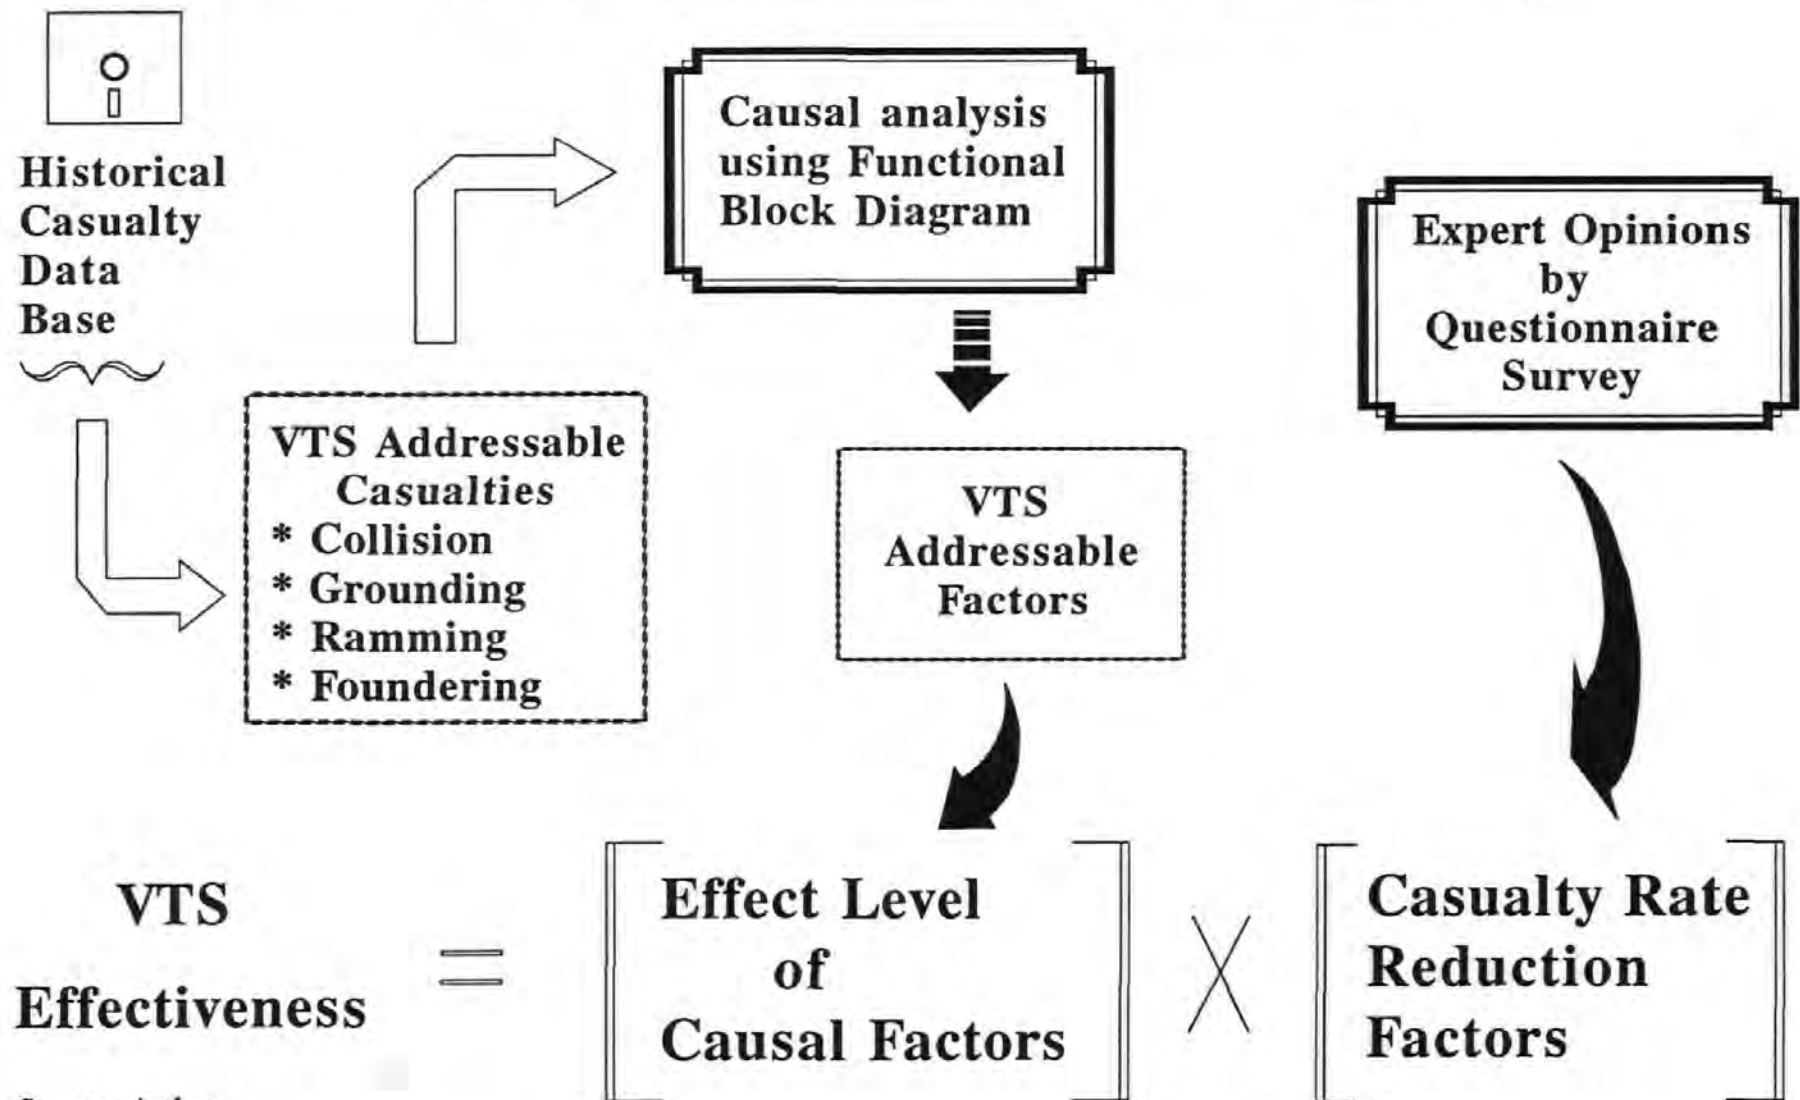 Historical
Casualty
Data
Base
VTS Addressable
Casualties
* Collision
* Grounding
* Ramming
* Foundering
Causal analysis
using Functional
Block Diagram
VTS
Addressable
Factors
Expert Opinions
by
Questionnaire
Survey
VTS
Effectiveness
=
Effect Level
of
Causal Factors
X
Casualty Rate
Reduction
Factors